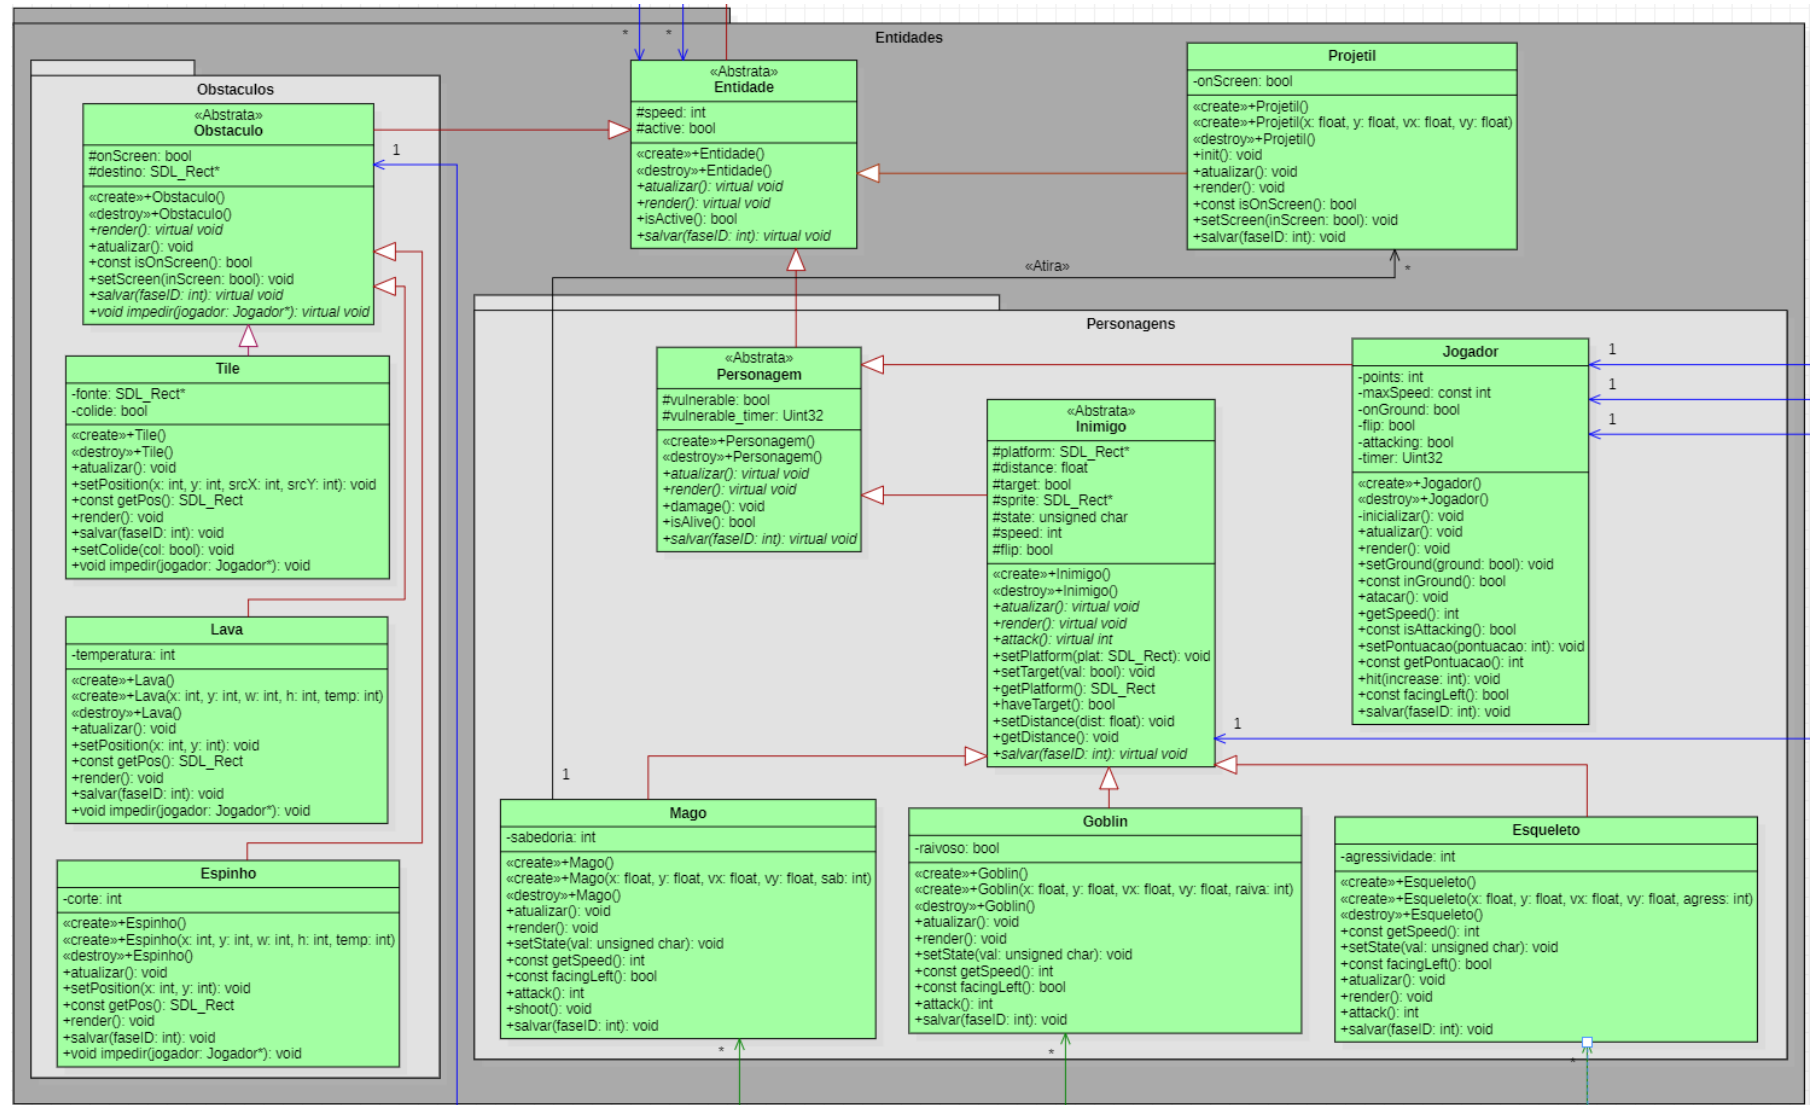 Entidades
*
*
Obstaculos
«Abstrata»
Obstaculo
#onScreen: bool
#destino: SDL_Rect*
«create»+Obstaculo()
«destroy»+Obstaculo()
+render(): virtual void
+atualizar(): void
+const isOnScreen(): bool
+setScreen(inScreen: bool): void
+salvar(faseID: int): virtual void
+void impedir(jogador: Jogador*): virtual void
1
Tile
-fonte: SDL_Rect*
-colide: bool
«create»+Tile()
«destroy»+Tile()
+atualizar(): void
+setPosition(x: int, y: int, srcX: int, srcY: int): void
+const getPos(): SDL_Rect
+render(): void
+salvar(faseID: int): void
+setColide(col: bool): void
+void impedir(jogador: Jogador*): void
Lava
-temperatura: int
«create»+Lava()
«create»+Lava(x: int, y: int, w: int, h: int, temp: int)
«destroy»+Lava()
+atualizar(): void
+setPosition(x: int, y: int): void
+const getPos(): SDL_Rect
+render(): void
+salvar(faseID: int): void
+void impedir(jogador: Jogador*): void
Espinho
-corte: int
«create»+Espinho()
«create»+Espinho(x: int, y: int, w: int, h: int, temp: int)
«destroy»+Espinho()
+atualizar(): void
+setPosition(x: int, y: int): void
+const getPos(): SDL_Rect
+render(): void
+salvar(faseID: int): void
+void impedir(jogador: Jogador*): void
«Abstrata»
Entidade
#speed: int
#active: bool
«create»+Entidade()
«destroy»+Entidade()
+atualizar(): virtual void
+render(): virtual void
+isActive(): bool
+salvar(faseID: int): virtual void
Projetil
-onScreen: bool
«create»+Projetil()
«create»+Projetil(x: float, y: float, vx: float, vy: float)
«destroy»+Projetil()
+init(): void
+atualizar(): void
+render(): void
+const isOnScreen(): bool
+setScreen(inScreen: bool): void
+salvar(faseID: int): void
«Atira»
*
Personagens
«Abstrata»
Personagem
#vulnerable: bool
#vulnerable_timer: Uint32
«create»+Personagem()
«destroy»+Personagem()
+atualizar(): virtual void
+render(): virtual void
+damage(): void
+isAlive(): bool
+salvar(faseID: int): virtual void
«Abstrata»
Inimigo
#platform: SDL_Rect*
#distance: float
#target: bool
#sprite: SDL_Rect*
#state: unsigned char
#speed: int
#flip: bool
«create»+Inimigo()
«destroy»+Inimigo()
+atualizar(): virtual void
+render(): virtual void
+attack(): virtual int
+setPlatform(plat: SDL_Rect): void
+setTarget(val: bool): void
+getPlatform(): SDL_Rect
+haveTarget(): bool
+setDistance(dist: float): void
+getDistance(): void
+salvar(faseID: int): virtual void
Jogador
-points: int
-maxSpeed: const int
-onGround: bool
-flip: bool
-attacking: bool
-timer: Uint32
«create»+Jogador()
«destroy»+Jogador()
-inicializar(): void
+atualizar(): void
+render(): void
+setGround(ground: bool): void
+const inGround(): bool
+atacar(): void
+getSpeed(): int
+const isAttacking(): bool
+setPontuacao(pontuacao: int): void
+const getPontuacao(): int
+hit(increase: int): void
+const facingLeft(): bool
+salvar(faseID: int): void
1
1
1
1
1
Mago
-sabedoria: int
«create»+Mago()
«create»+Mago(x: float, y: float, vx: float, vy: float, sab: int)
«destroy»+Mago()
+atualizar(): void
+render(): void
+setState(val: unsigned char): void
+const getSpeed(): int
+const facingLeft(): bool
+attack(): int
+shoot(): void
+salvar(faseID: int): void
*
Goblin
-raivoso: bool
«create»+Goblin()
«create»+Goblin(x: float, y: float, vx: float, vy: float, raiva: int)
«destroy»+Goblin()
+atualizar(): void
+render(): void
+setState(val: unsigned char): void
+const getSpeed(): int
+const facingLeft(): bool
+attack(): int
+salvar(faseID: int): void
*
Esqueleto
-agressividade: int
«create»+Esqueleto()
«create»+Esqueleto(x: float, y: float, vx: float, vy: float, agress: int)
«destroy»+Esqueleto()
+const getSpeed(): int
+setState(val: unsigned char): void
+const facingLeft(): bool
+atualizar(): void
+render(): void
+attack(): int
+salvar(faseID: int): void
*